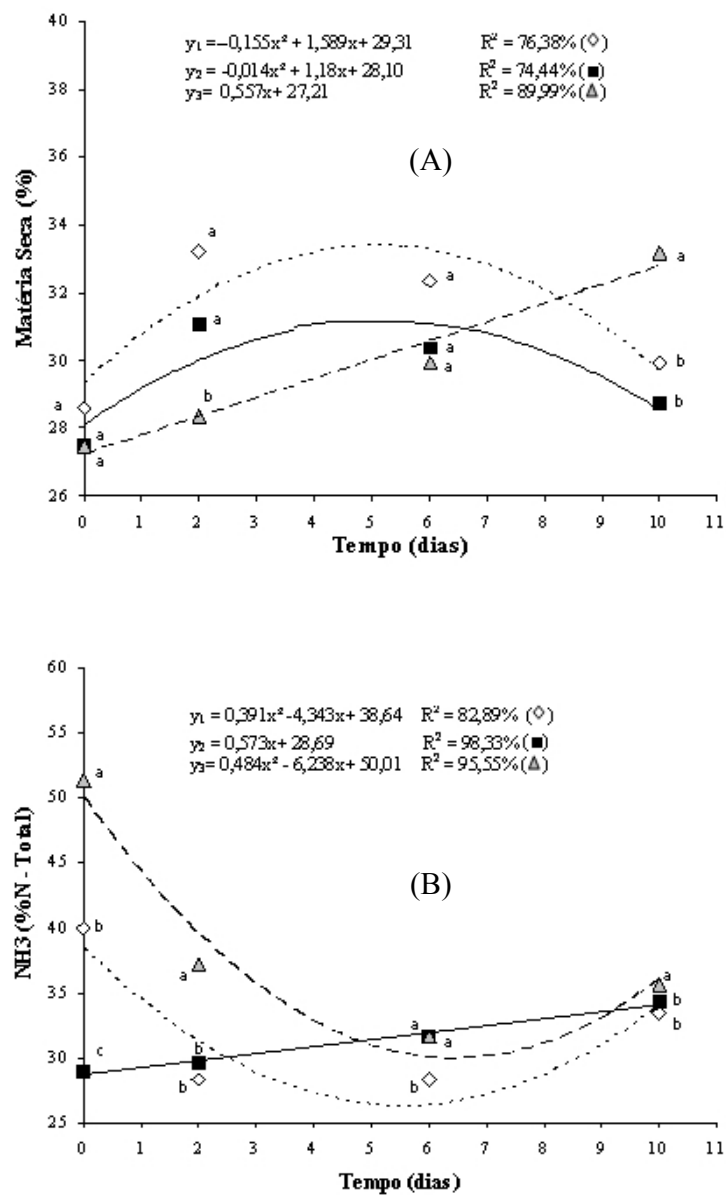 y₁ = –0,155x² + 1,589x+ 29,31 R² = 76,38% (◇)
y₂ = -0,014x² + 1,18x + 28,10 R² = 74,44% (■)
y₃= 0,557x + 27,21 R² = 89,99% (△)
(A)
Matéria Seca (%)
40
38
36
34
32
30
28
26
a
a
a
a
a
a
b
a
a
a
b
b
0 1 2 3 4 5 6 7 8 9 10 11
Tempo (dias)
y₁ = 0,391x² -4,343x+ 38,64 R² = 82,89% (◇)
y₂ = 0,573x + 28,69 R² = 98,33% (■)
y₃= 0,484x² - 6,238x+ 50,01 R² = 95,55% (△)
(B)
NH3 (%N - Total)
60
55
50
45
40
35
30
25
a
b
a
a
b
b
a
a
c
b
b
b
0 1 2 3 4 5 6 7 8 9 10 11
Tempo (dias)